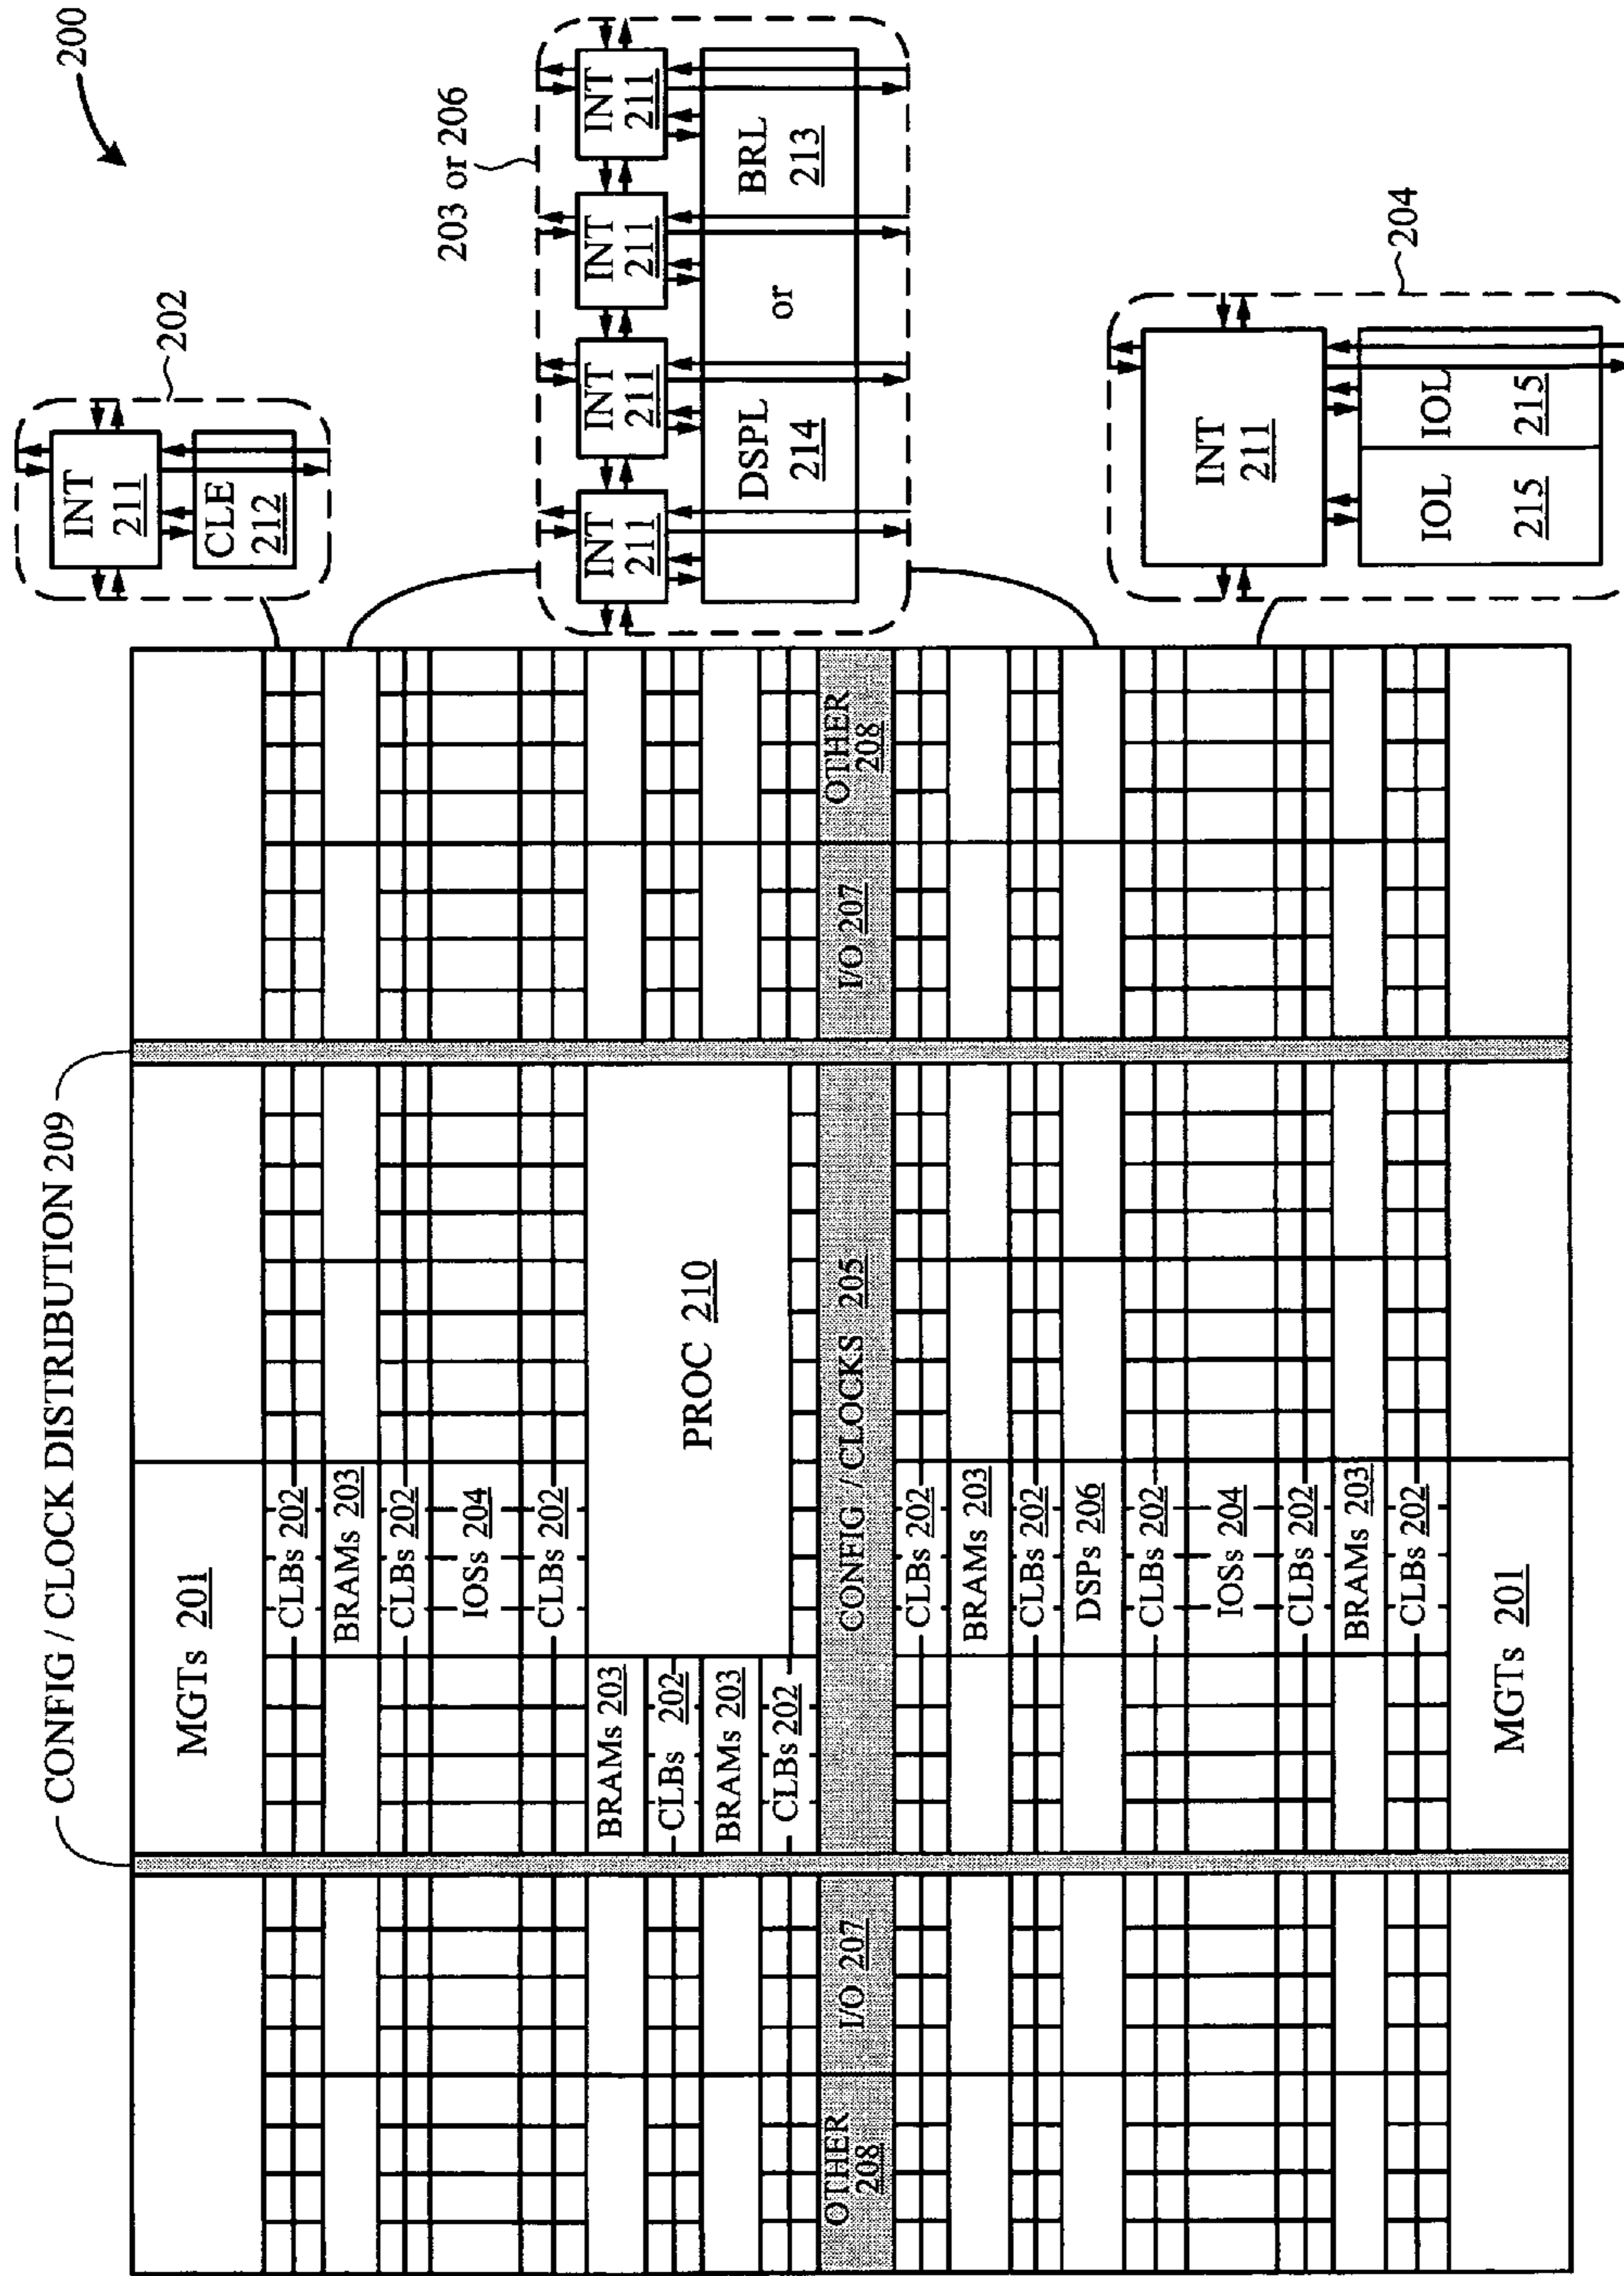 200
CONFIG / CLOCK DISTRIBUTION 209
MGTs 201
CLBs 202
BRAMs 203
CLBs 202
IOSs 204
CLBs 202
BRAMs 203
CLBs 202
BRAMs 203
CLBs 202
PROC 210
OTHER
208
I/O 207
CONFIG / CLOCKS 205
I/O 207
OTHER
208
CLBs 202
BRAMs 203
CLBs 202
DSPs 206
CLBs 202
IOSs 204
CLBs 202
BRAMs 203
CLBs 202
MGTs 201
202
INT
211
CLE
212
203 or 206
INT
211
INT
211
INT
211
INT
211
DSPL
214
or
BRL
213
204
INT
211
IOL
215
IOL
215